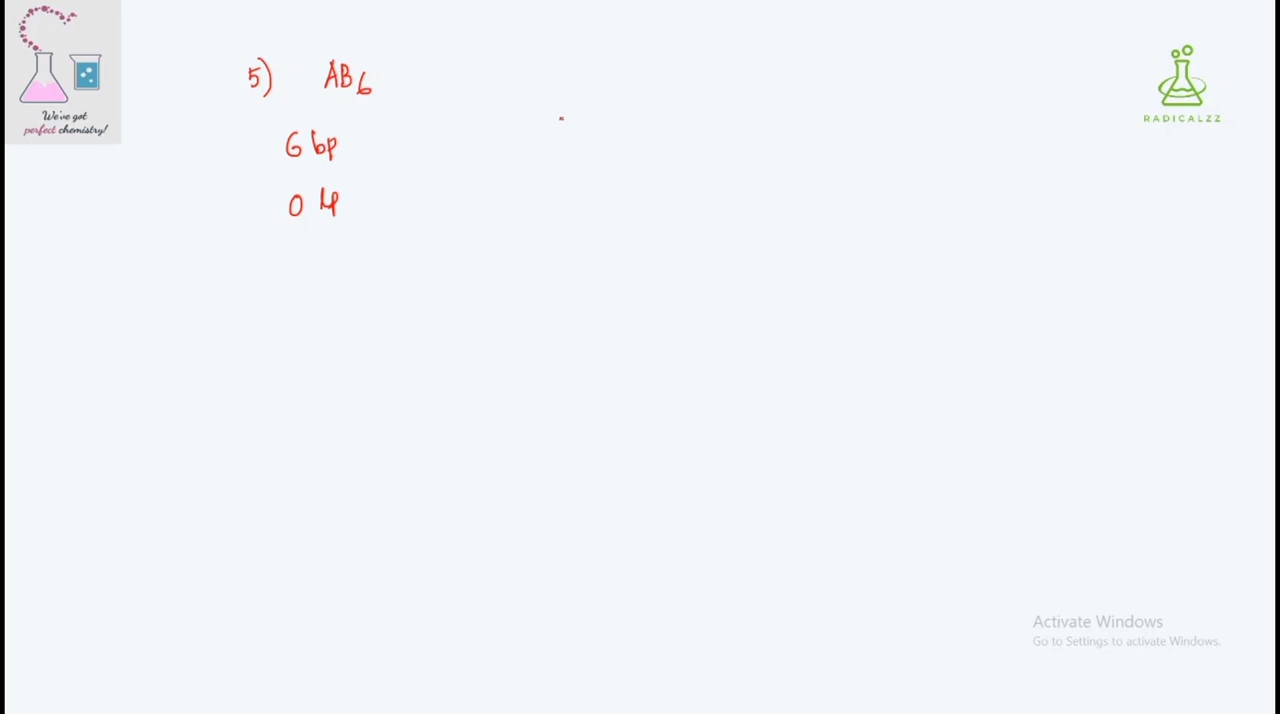 We've got
perfect chemistry!
RADICALZZ
5) AB6
6 bp
0 lp
Activate Windows
Go to Settings to activate Windows.